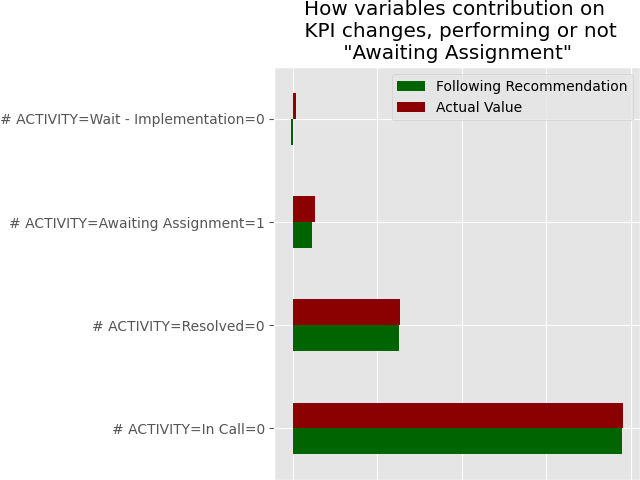 How variables contribution on
KPI changes, performing or not
"Awaiting Assignment"
Following Recommendation
Actual Value
# ACTIVITY=Wait - Implementation=0
# ACTIVITY=Awaiting Assignment=1
# ACTIVITY=Resolved=0
# ACTIVITY=In Call=0